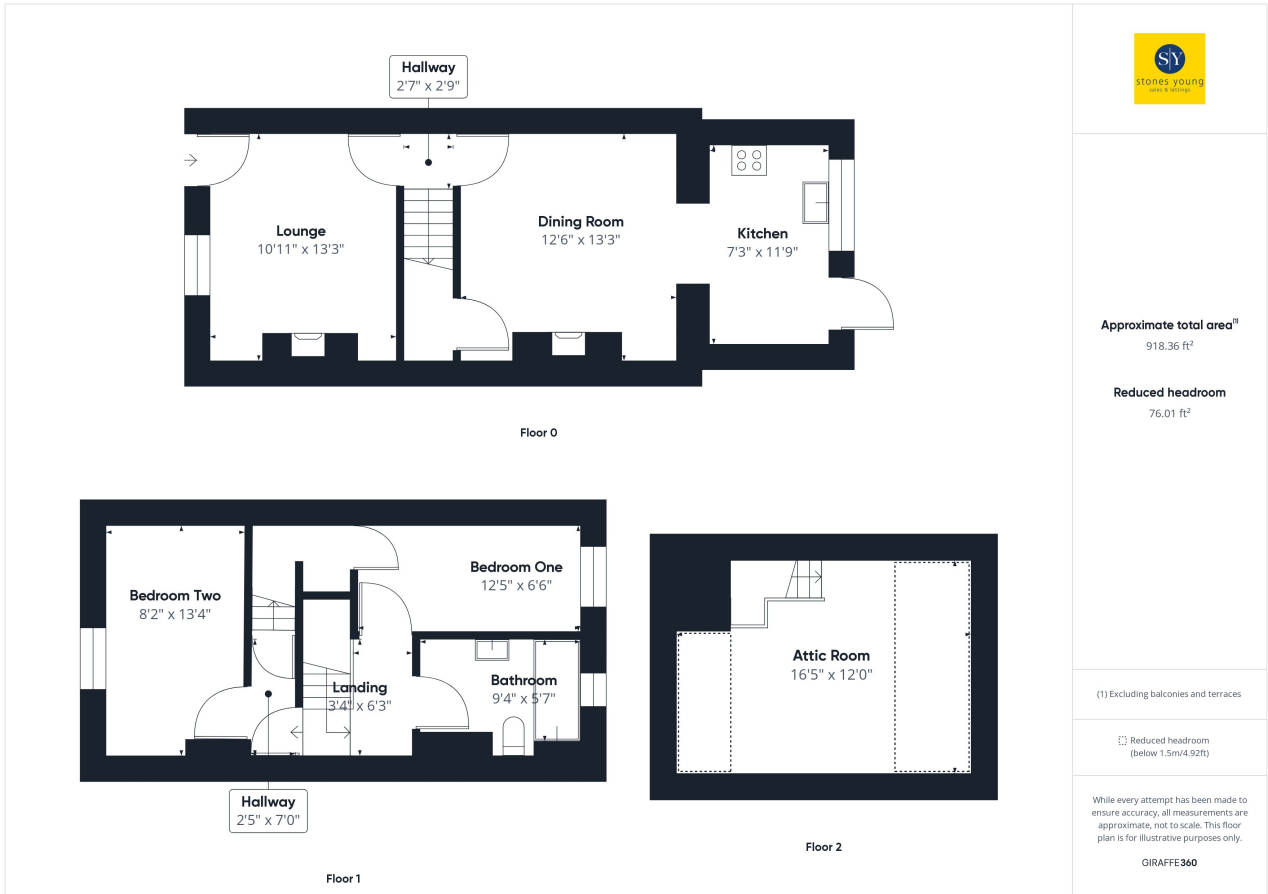 Hallway
2'7" x 2'9"
Lounge
10'11" x 13'3"
Dining Room
12'6" x 13'3"
Kitchen
7'3" x 11'9"
Floor 0
Bedroom Two
8'2" x 13'4"
Bedroom One
12'5" x 6'6"
Landing
3'4" x 6'3"
Bathroom
9'4" x 5'7"
Hallway
2'5" x 7'0"
Floor 1
Attic Room
16'5" x 12'0"
Floor 2
S|Y
stones young
sales & lettings
Approximate total area(1)
918.36 ft²
Reduced headroom
76.01 ft²
(1) Excluding balconies and terraces
Reduced headroom
(below 1.5m/4.92ft)
While every attempt has been made to
ensure accuracy, all measurements are
approximate, not to scale. This floor
plan is for illustrative purposes only.
GIRAFFE360